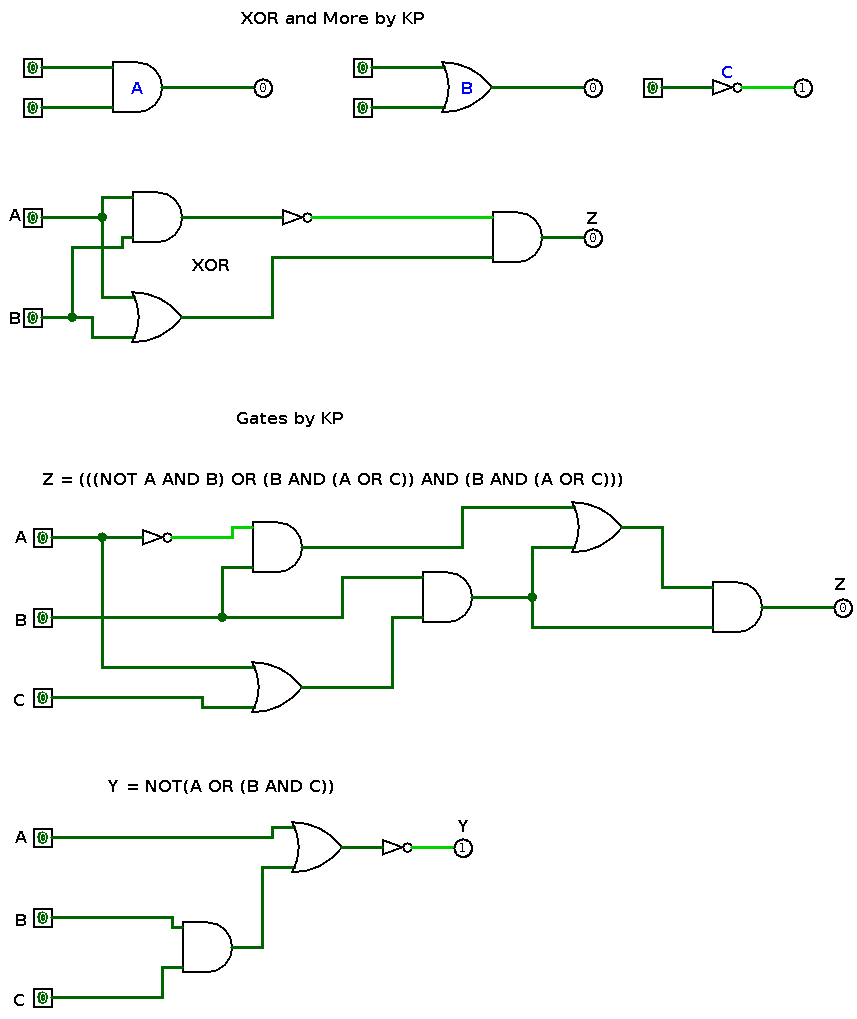 XOR and More by KP
0 0 0
A 0 B 0 C 1
0 0
A 0 Z
0
XOR
B 0
Gates by KP
Z = (((NOT A AND B) OR (B AND (A OR C)) AND (B AND (A OR C)))
A 0
Z
B 0 0
C 0
Y = NOT(A OR (B AND C))
A 0 Y
1
B 0
C 0